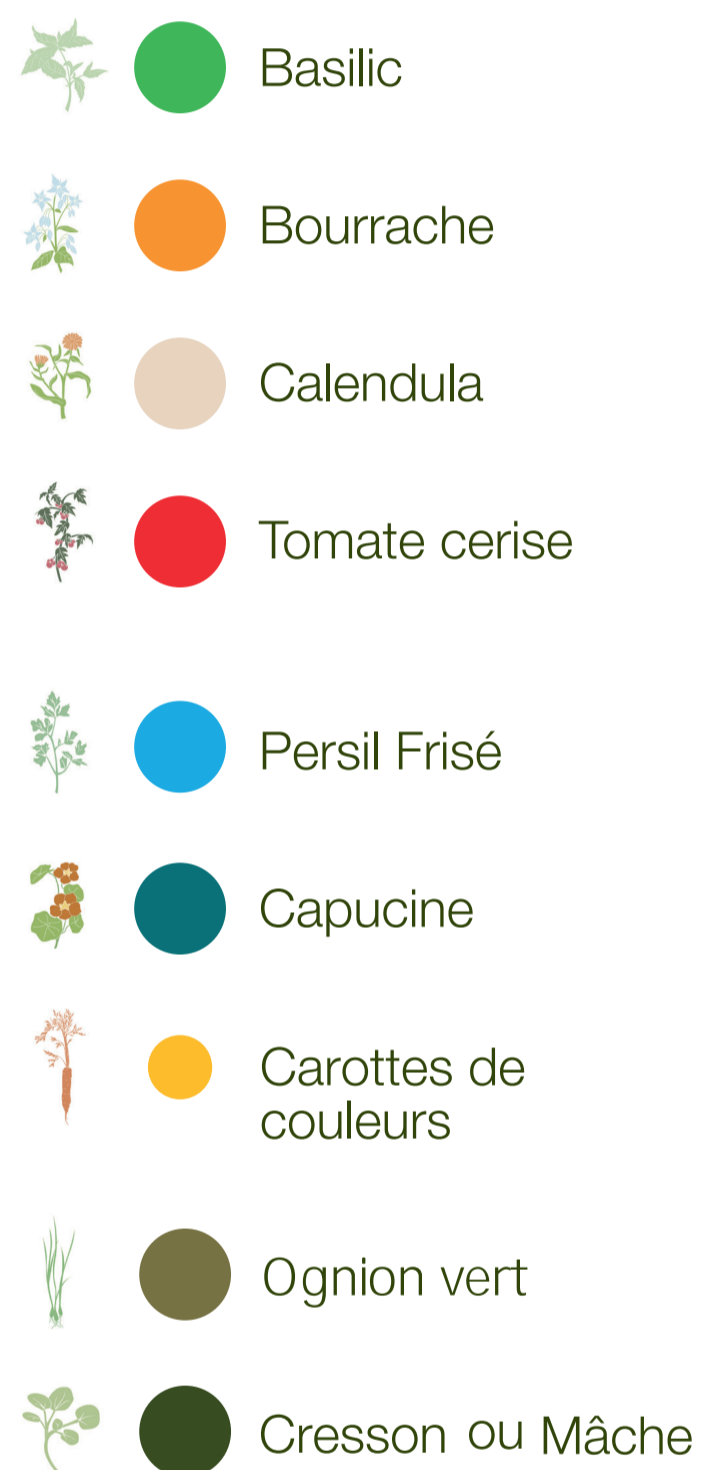 Basilic
Bourrache
Calendula
Tomate cerise
Persil Frisé
Capucine
Carottes de
couleurs
Ognion vert
Cresson ou Mâche